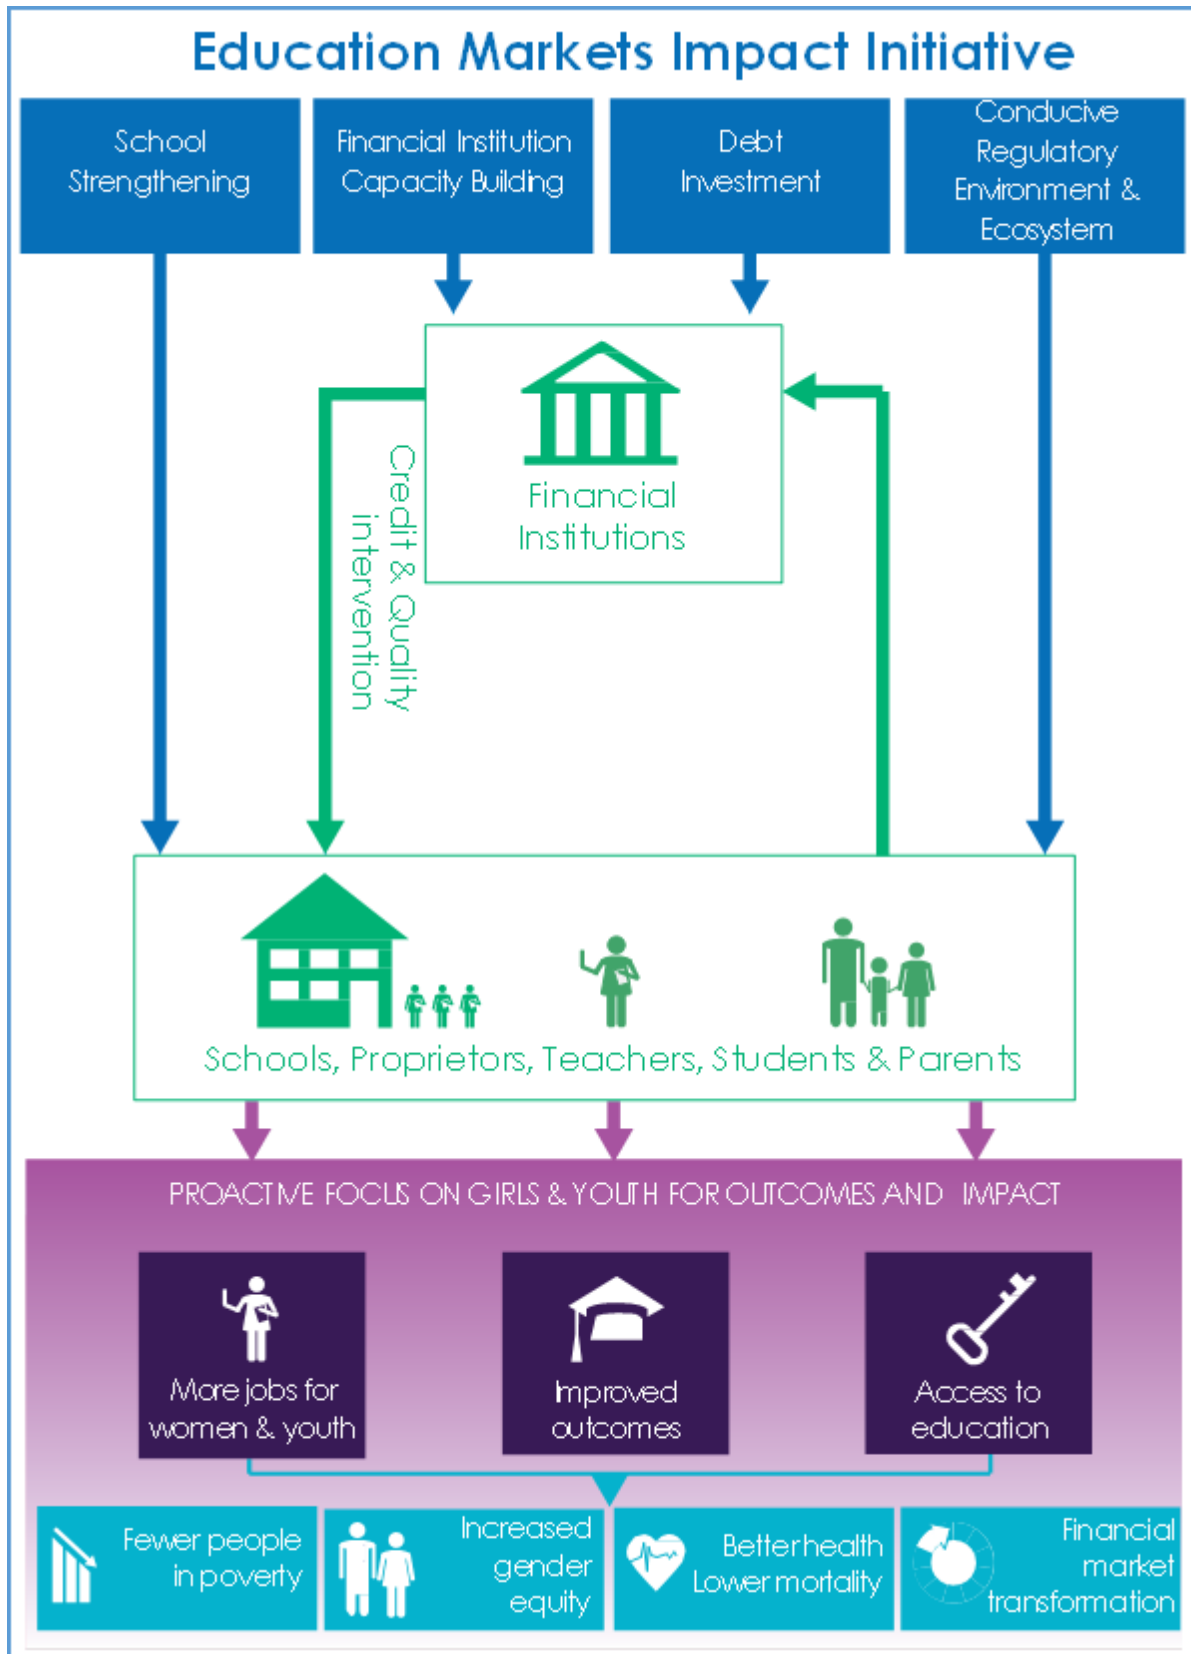 Education Markets Impact Initiative
School
Strengthening
Financial Institution
Capacity Building
Debt
Investment
Conducive
Regulatory
Environment &
Ecosystem
Financial
Institutions
Credit & Quality
intervention
Schools, Proprietors, Teachers, Students & Parents
PROACTIVE FOCUS ON GIRLS & YOUTH FOR OUTCOMES AND IMPACT
More jobs for
women & youth
Improved
outcomes
Access to
education
Fewer people
in poverty
Increased
gender
equity
Better health
Lower mortality
Financial
market
transformation